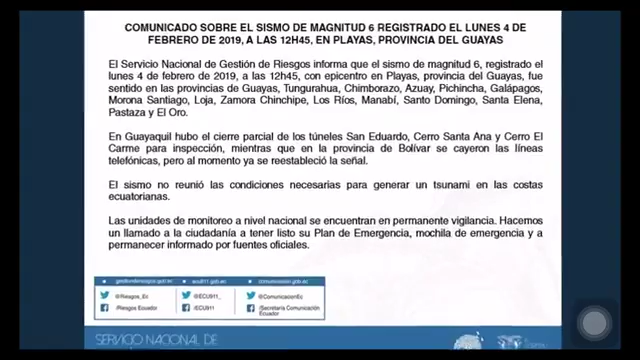 COMUNICADO SOBRE EL SISMO DE MAGNITUD 6 REGISTRADO EL LUNES 4 DE
FEBRERO DE 2019, A LAS 12H45, EN PLAYAS, PROVINCIA DEL GUAYAS
El Servicio Nacional de Gestión de Riesgos informa que el sismo de magnitud 6, registrado el
lunes 4 de febrero de 2019, a las 12h45, con epicentro en Playas, provincia del Guayas, fue
sentido en las provincias de Guayas, Tungurahua, Chimborazo, Azuay, Pichincha, Galápagos,
Morona Santiago, Loja, Zamora Chinchipe, Los Ríos, Manabí, Santo Domingo, Santa Elena,
Pastaza y El Oro.
En Guayaquil hubo el cierre parcial de los túneles San Eduardo, Cerro Santa Ana y Cerro El
Carme para inspección, mientras que en la provincia de Bolívar se cayeron las líneas
telefónicas, pero al momento ya se reestableció la señal.
El sismo no reunió las condiciones necesarias para generar un tsunami en las costas
ecuatorianas.
Las unidades de monitoreo a nivel nacional se encuentran en permanente vigilancia. Hacemos
un llamado a la ciudadanía a tener listo su Plan de Emergencia, mochila de emergencia y a
permanecer informado por fuentes oficiales.
gestionderiesgos.gob.ec ecu911.gob.ec comunicacion.gob.ec
@Riesgos_Ec @ECU911_ @ComunicacionEc
/Riesgos Ecuador /ECU911 /Secretaría Comunicación
Ecuador
SERVICIO NACIONAL DE